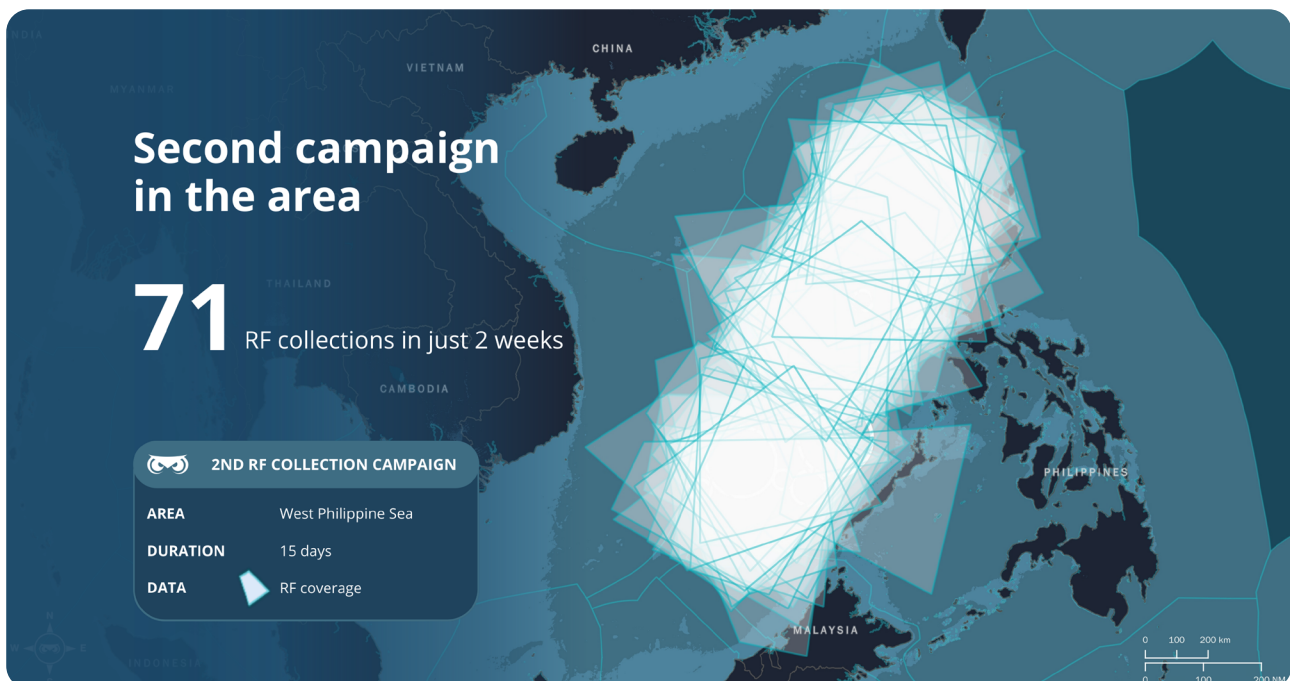 INDIA
CHINA
VIETNAM
MYANMAR
Second campaign
in the area
THAILAND
71 RF collections in just 2 weeks
CAMBODIA
2ND RF COLLECTION CAMPAIGN
PHILIPPINES
AREA West Philippine Sea
DURATION 15 days
DATA RF coverage
N
W E
MALAYSIA
INDONESIA
0 100 200 km
0 100 200 NM